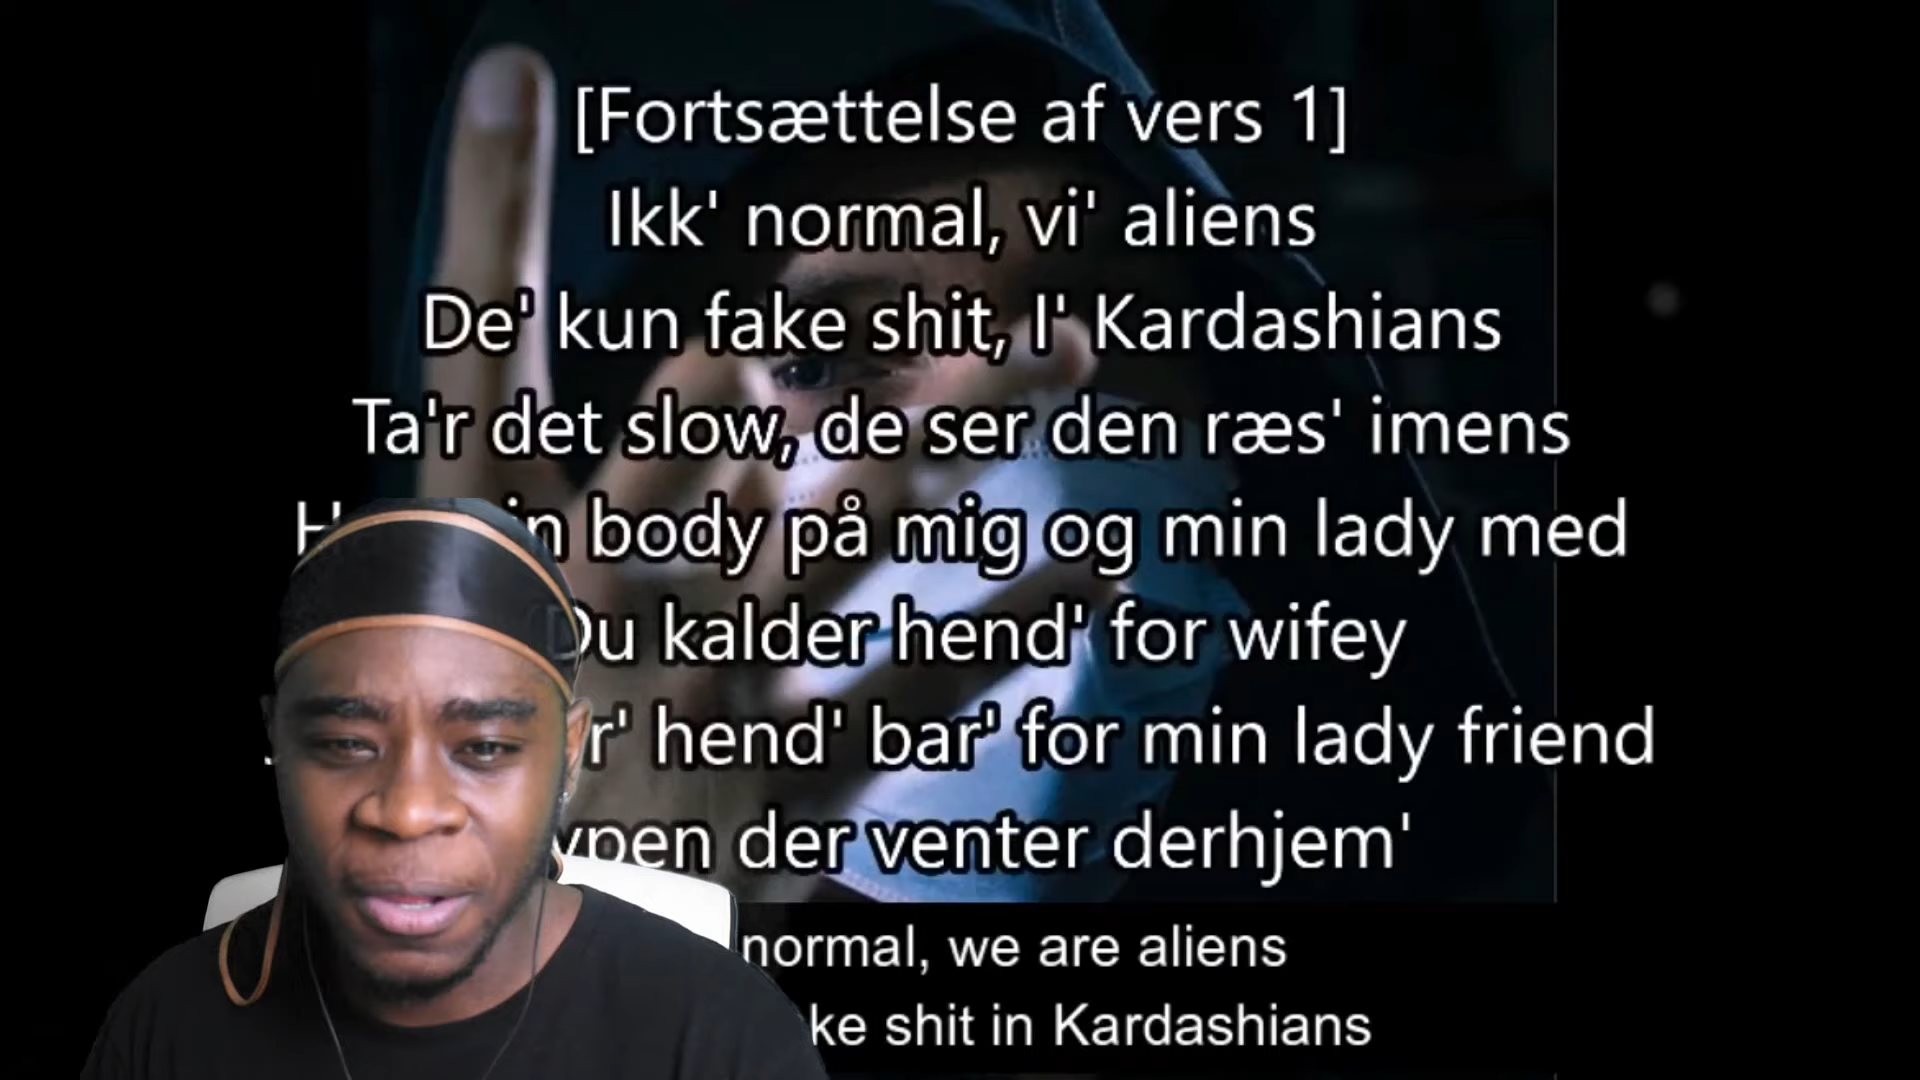 [Fortsættelse af vers 1]
Ikk' normal, vi' aliens
De' kun fake shit, I' Kardashians
Ta'r det slow, de ser den ræs' imens
body på mig og min lady med
Du kalder hend' for wifey
hend' bar' for min lady friend
der venter derhjem'
normal, we are aliens
shit in Kardashians